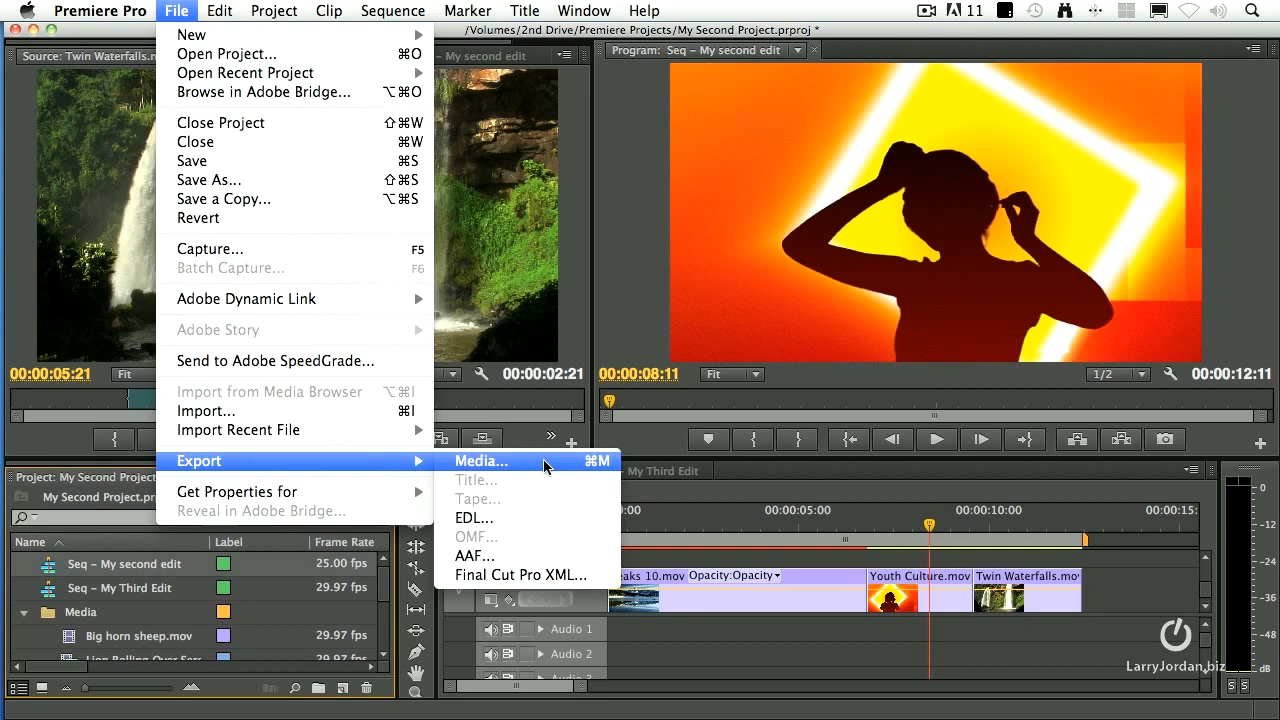 Premiere Pro File Edit Project Clip Sequence Marker Title Window Help 11
/Volumes/2nd Drive/Premiere Projects/My Second Project.prproj *
Source: Twin Waterfalls.m
– My second edit
Program: Seq – My second edit
New
Open Project... ⌘O
Open Recent Project
Browse in Adobe Bridge... ⌥⌘O
Close Project ⇧⌘W
Close ⌘W
Save ⌘S
Save As... ⇧⌘S
Save a Copy... ⌥⌘S
Revert
Capture... F5
Batch Capture... F6
Adobe Dynamic Link
Adobe Story
Send to Adobe SpeedGrade...
Import from Media Browser ⌥⌘I
Import... ⌘I
Import Recent File
Export
Get Properties for
Reveal in Adobe Bridge...
Media... ⌘M
Title...
Tape...
EDL...
OMF...
AAF...
Final Cut Pro XML...
00:00:05:21 Fit 00:00:02:21
00:00:08:11 Fit 1/2 00:00:12:11
Project: My Second Project
My Second Project.prp
Name Label Frame Rate
Seq – My second edit 25.00 fps
Seq – My Third Edit 29.97 fps
Media
Big horn sheep.mov 29.97 fps
Lion Rolling Over Sers 29.97 fps
My Third Edit
:00:00 00:00:05:00 00:00:10:00 00:00:15:
eaks 10.mov Opacity:Opacity
Youth Culture.mov
Twin Waterfalls.mov
Audio 1
Audio 2
0
-12
-24
-36
-48
dB
S S
LarryJordan.biz